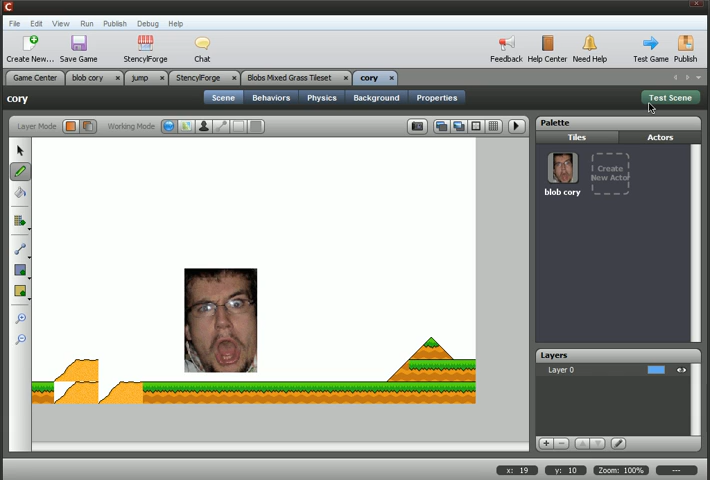 File Edit View Run Publish Debug Help
Create New... Save Game StencylForge Chat Feedback Help Center Need Help Test Game Publish
Game Center blob cory × jump × StencylForge × Blobs Mixed Grass Tileset × cory ×
cory Scene Behaviors Physics Background Properties Test Scene
Layer Mode Working Mode
Palette
Tiles Actors
Create
New Actor
blob cory
Layers
Layer 0
x: 19 y: 10 Zoom: 100% ---